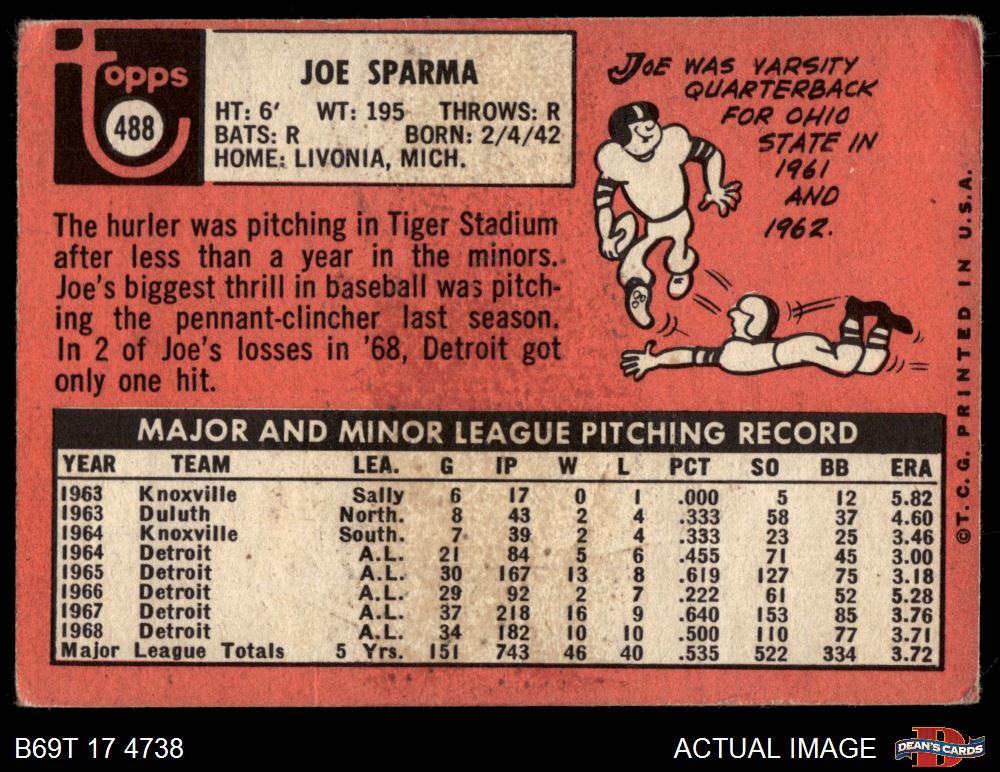 Topps
488
JOE SPARMA
HT: 6' WT: 195 THROWS: R
BATS: R BORN: 2/4/42
HOME: LIVONIA, MICH.
JOE WAS VARSITY
QUARTERBACK
FOR OHIO
STATE IN
1961
AND
1962.
The hurler was pitching in Tiger Stadium
after less than a year in the minors.
Joe's biggest thrill in baseball was pitch-
ing the pennant-clincher last season.
In 2 of Joe's losses in '68, Detroit got
only one hit.
MAJOR AND MINOR LEAGUE PITCHING RECORD
YEAR TEAM LEA. G IP W L PCT SO BB ERA
1963 Knoxville Sally 6 17 0 1 .000 5 12 5.82
1963 Duluth North. 8 43 2 4 .333 58 37 4.60
1964 Knoxville South. 7 39 2 4 .333 23 25 3.46
1964 Detroit A.L. 21 84 5 6 .455 71 45 3.00
1965 Detroit A.L. 30 167 13 8 .619 127 75 3.18
1966 Detroit A.L. 29 92 2 7 .222 61 52 5.28
1967 Detroit A.L. 37 218 16 9 .640 153 85 3.76
1968 Detroit A.L. 34 182 10 10 .500 110 77 3.71
Major League Totals 5 Yrs. 151 743 46 40 .535 522 334 3.72
©T.C.G. PRINTED IN U.S.A.
B69T 17 4738
ACTUAL IMAGE
DEAN'S CARDS